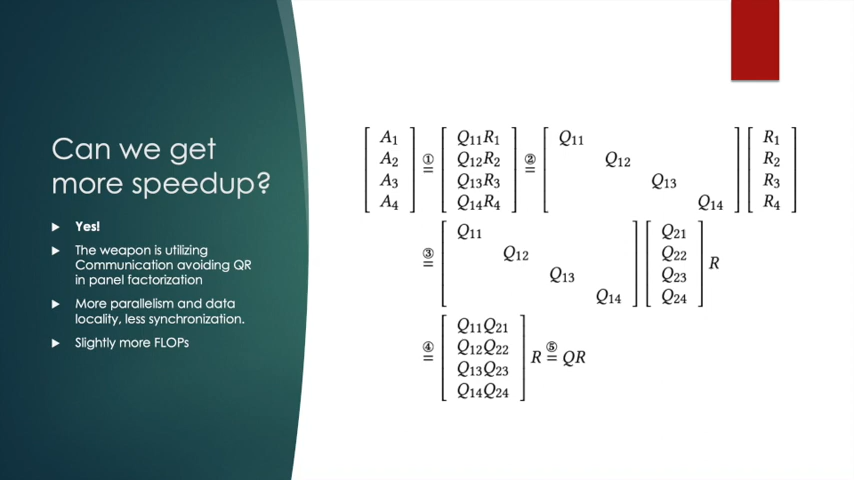 Can we get
more speedup?
▶ Yes!
▶ The weapon is utilizing
Communication avoiding QR
in panel factorization
▶ More parallelism and data
locality, less synchronization.
▶ Slightly more FLOPs
[A₁ A₂ A₃ A₄] ①= [Q₁₁R₁ Q₁₂R₂ Q₁₃R₃ Q₁₄R₄] ②= [Q₁₁ Q₁₂ Q₁₃ Q₁₄] [R₁ R₂ R₃ R₄]
③= [Q₁₁ Q₁₂ Q₁₃ Q₁₄] [Q₂₁ Q₂₂ Q₂₃ Q₂₄] R
④= [Q₁₁Q₂₁ Q₁₂Q₂₂ Q₁₃Q₂₃ Q₁₄Q₂₄] R ⑤= QR